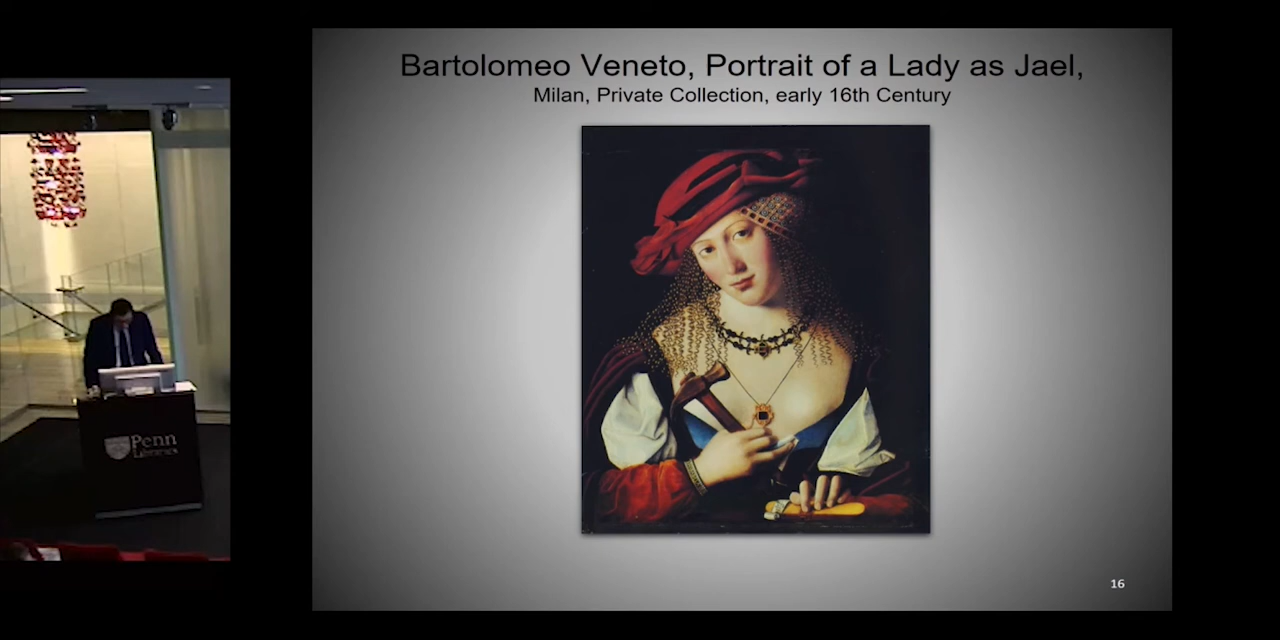 Bartolomeo Veneto, Portrait of a Lady as Jael,
Milan, Private Collection, early 16th Century
Penn
Libraries
16